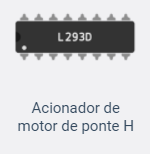 L293D
Acionador de
motor de ponte H